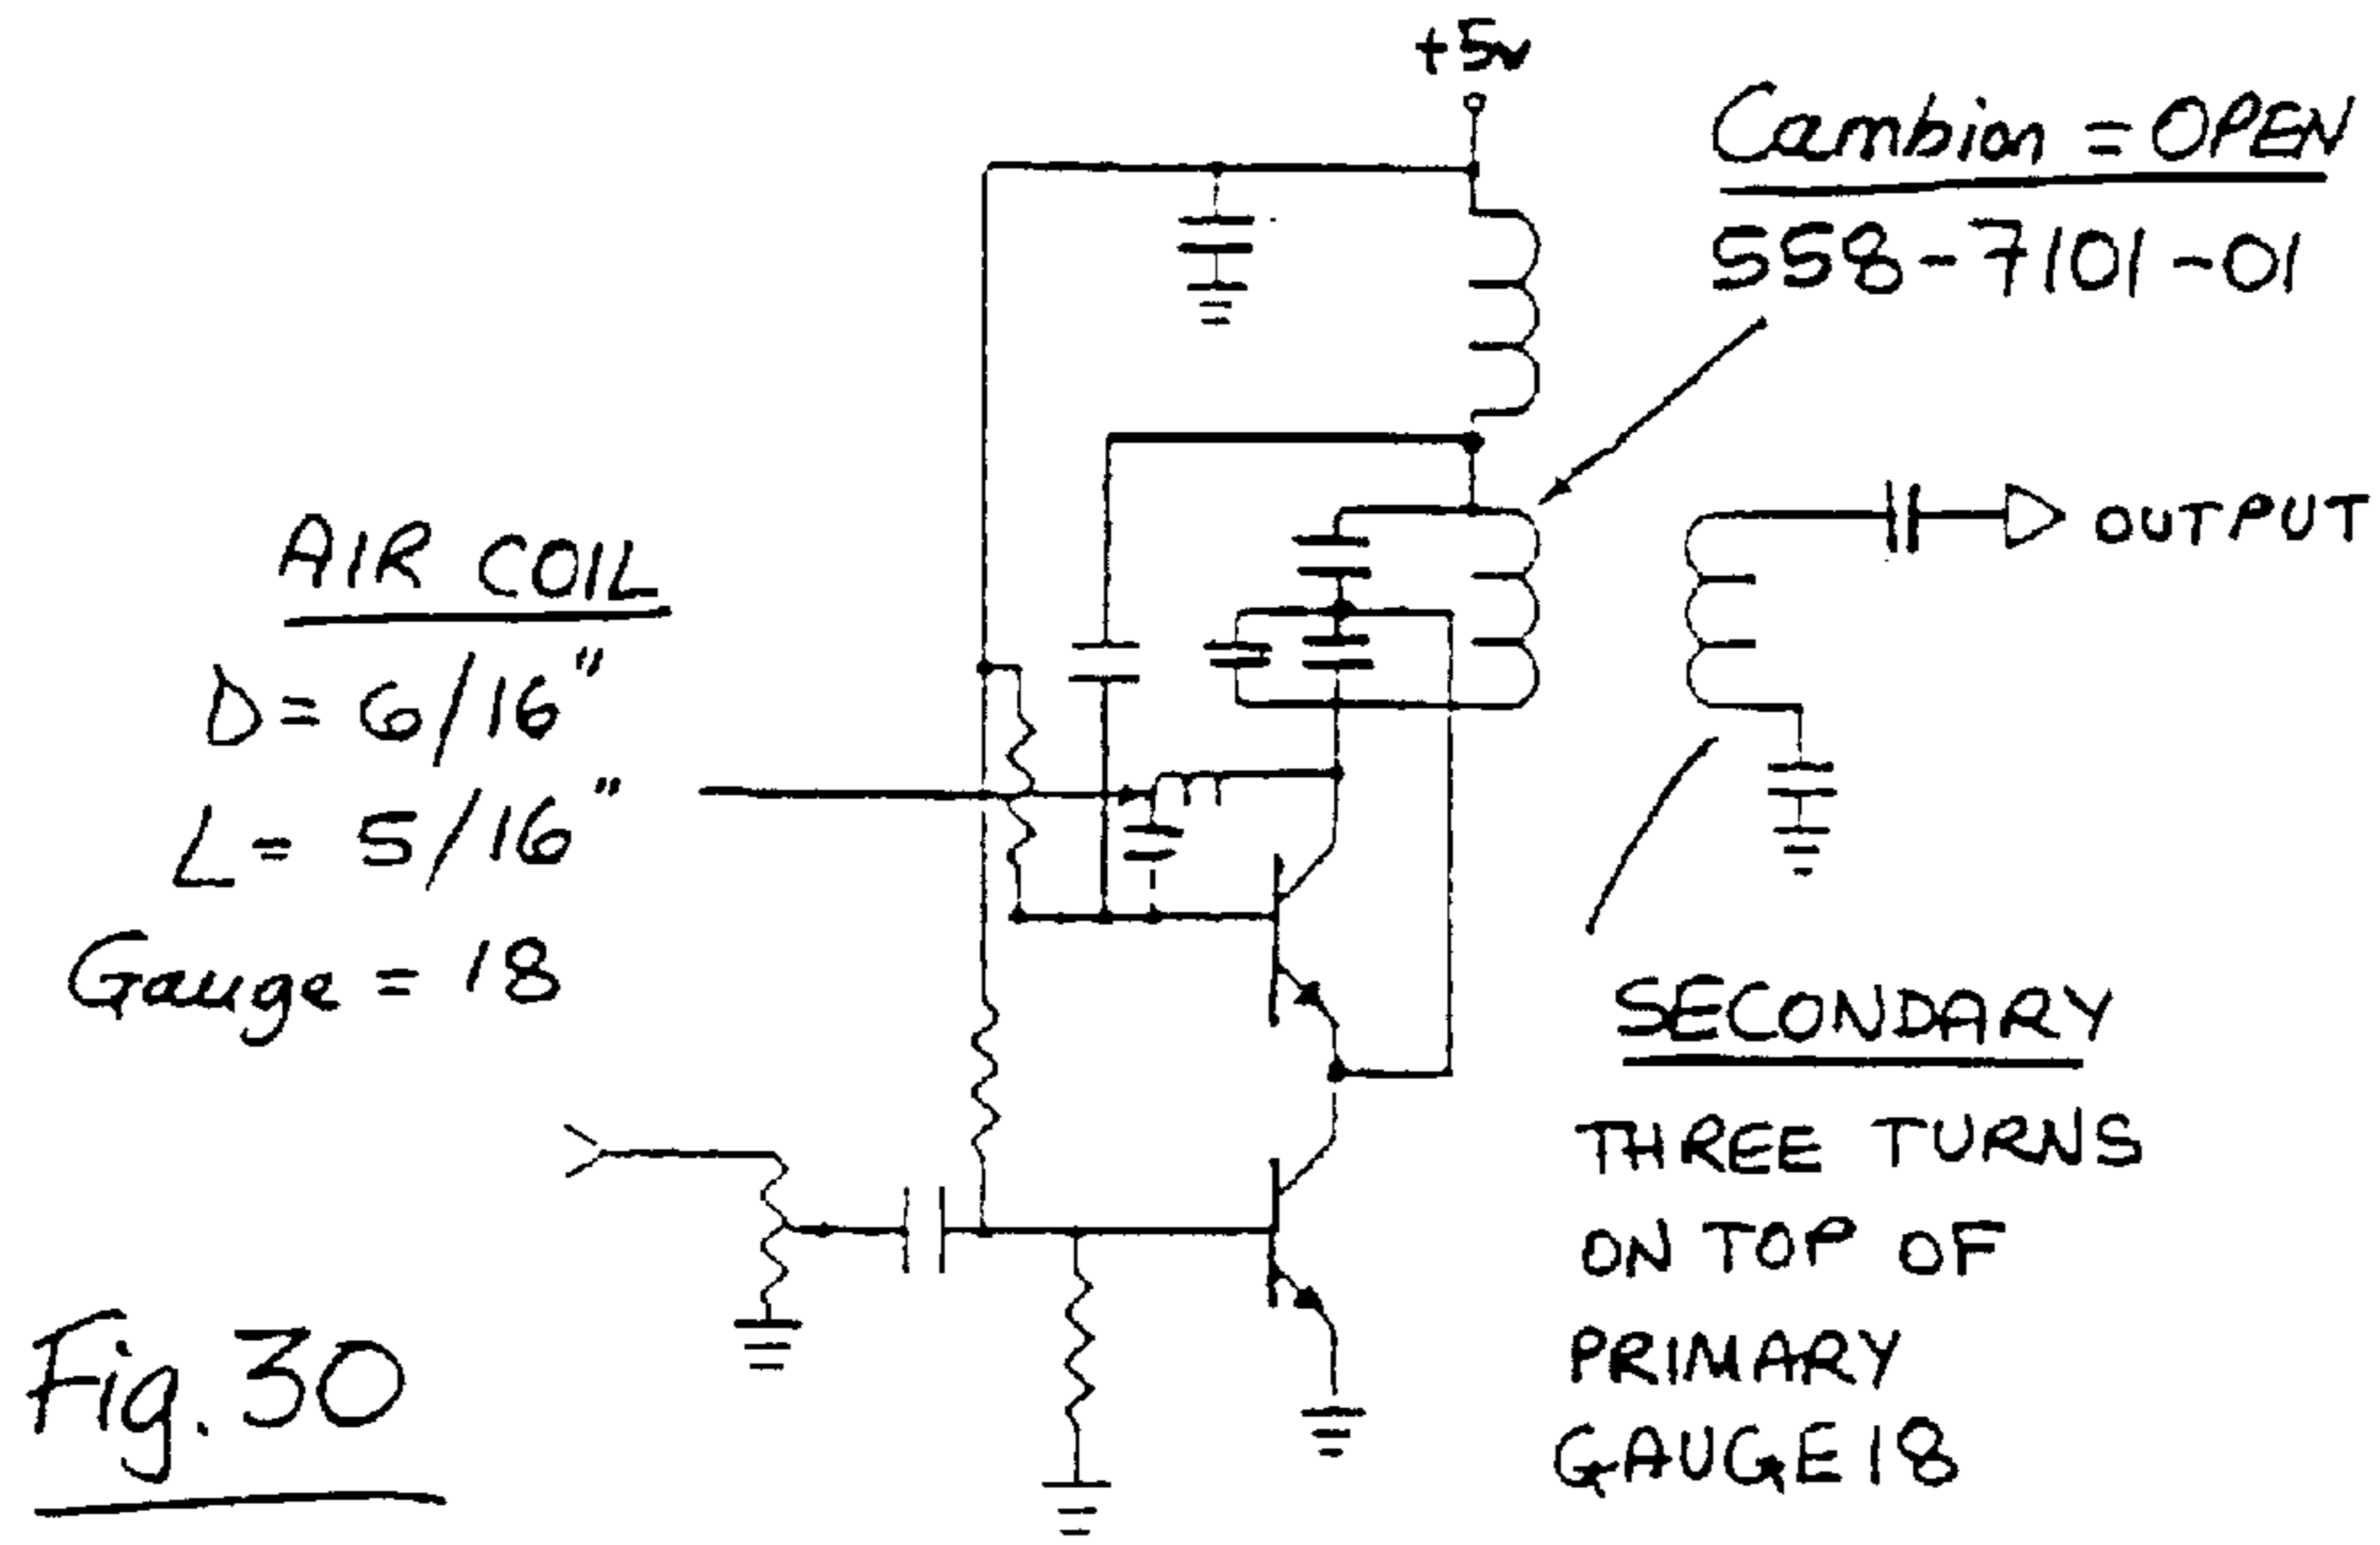 +5v
Cambion = OPEN
558-7101-01
AIR COIL
D= 6/16"
L= 5/16"
Gauge = 18
OUTPUT
SECONDARY
THREE TURNS
ON TOP OF
PRIMARY
GAUGE 18
Fig. 30